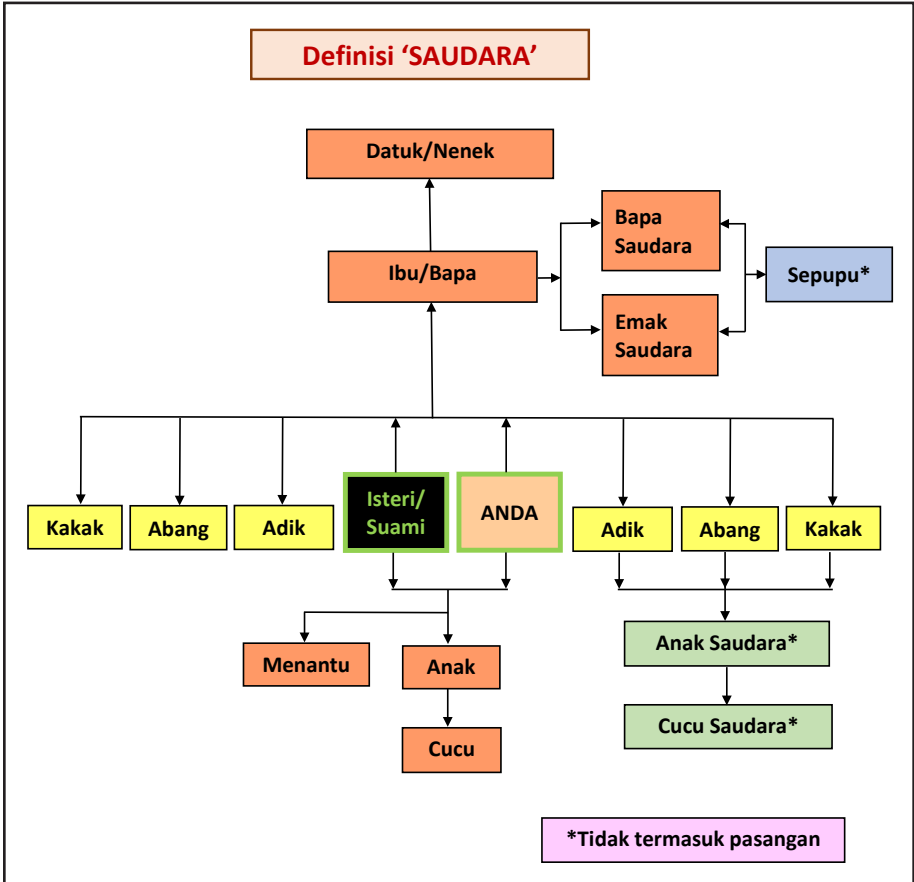 Definisi ‘SAUDARA’
Datuk/Nenek
Bapa
Saudara
Ibu/Bapa
Sepupu*
Emak
Saudara
Kakak
Abang
Adik
Isteri/
Suami
ANDA
Adik
Abang
Kakak
Menantu
Anak
Anak Saudara*
Cucu
Cucu Saudara*
*Tidak termasuk pasangan